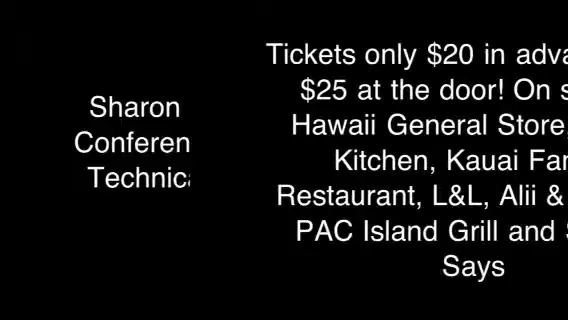 Sharon
Conferen
Technic
Tickets only $20 in adva
$25 at the door! On s
Hawaii General Store,
Kitchen, Kauai Fa
Restaurant, L&L, Alii &
PAC Island Grill and
Says